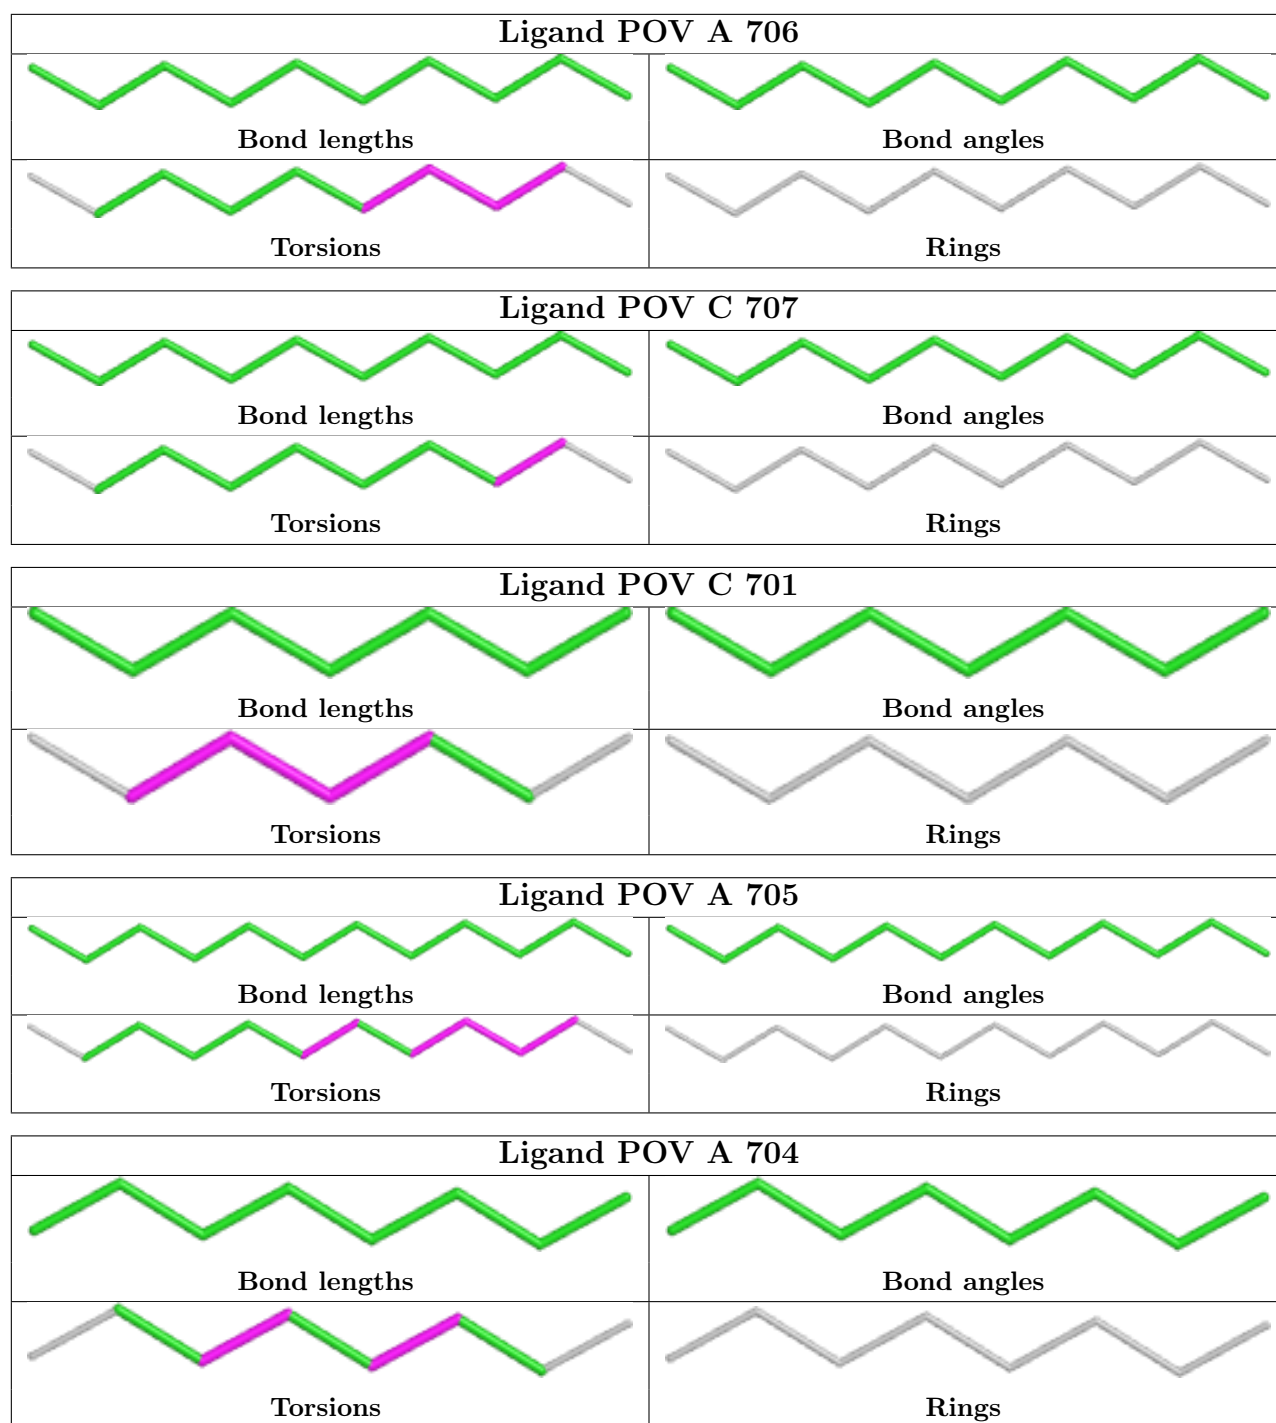 Ligand POV A 706
Bond lengths
Bond angles
Torsions
Rings
Ligand POV C 707
Bond lengths
Bond angles
Torsions
Rings
Ligand POV C 701
Bond lengths
Bond angles
Torsions
Rings
Ligand POV A 705
Bond lengths
Bond angles
Torsions
Rings
Ligand POV A 704
Bond lengths
Bond angles
Torsions
Rings